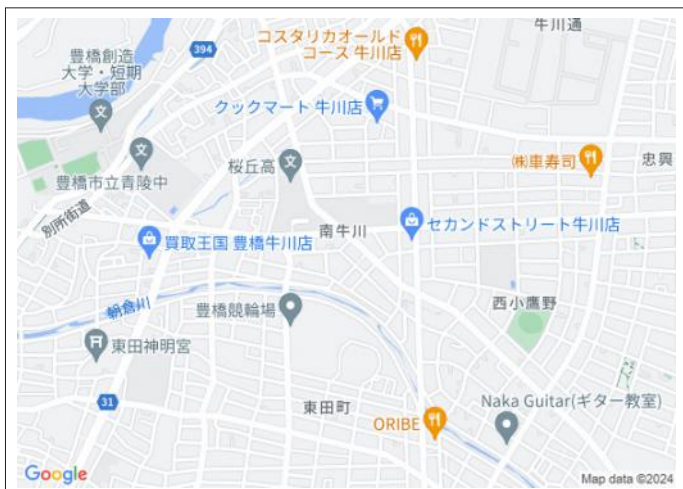 コスタリカオールド
コース 牛川店
牛川通
394
豊橋創造
大学・短期
大学部
クックマート 牛川店
㈱車寿司
忠興
桜丘高
豊橋市立青陵中
別所街道
南牛川
セカンドストリート牛川店
買取王国 豊橋牛川店
朝倉川
豊橋競輪場
西小鷹野
東田神明宮
31
東田町
ORIBE
Naka Guitar(ギター教室)
Google
Map data ©2024